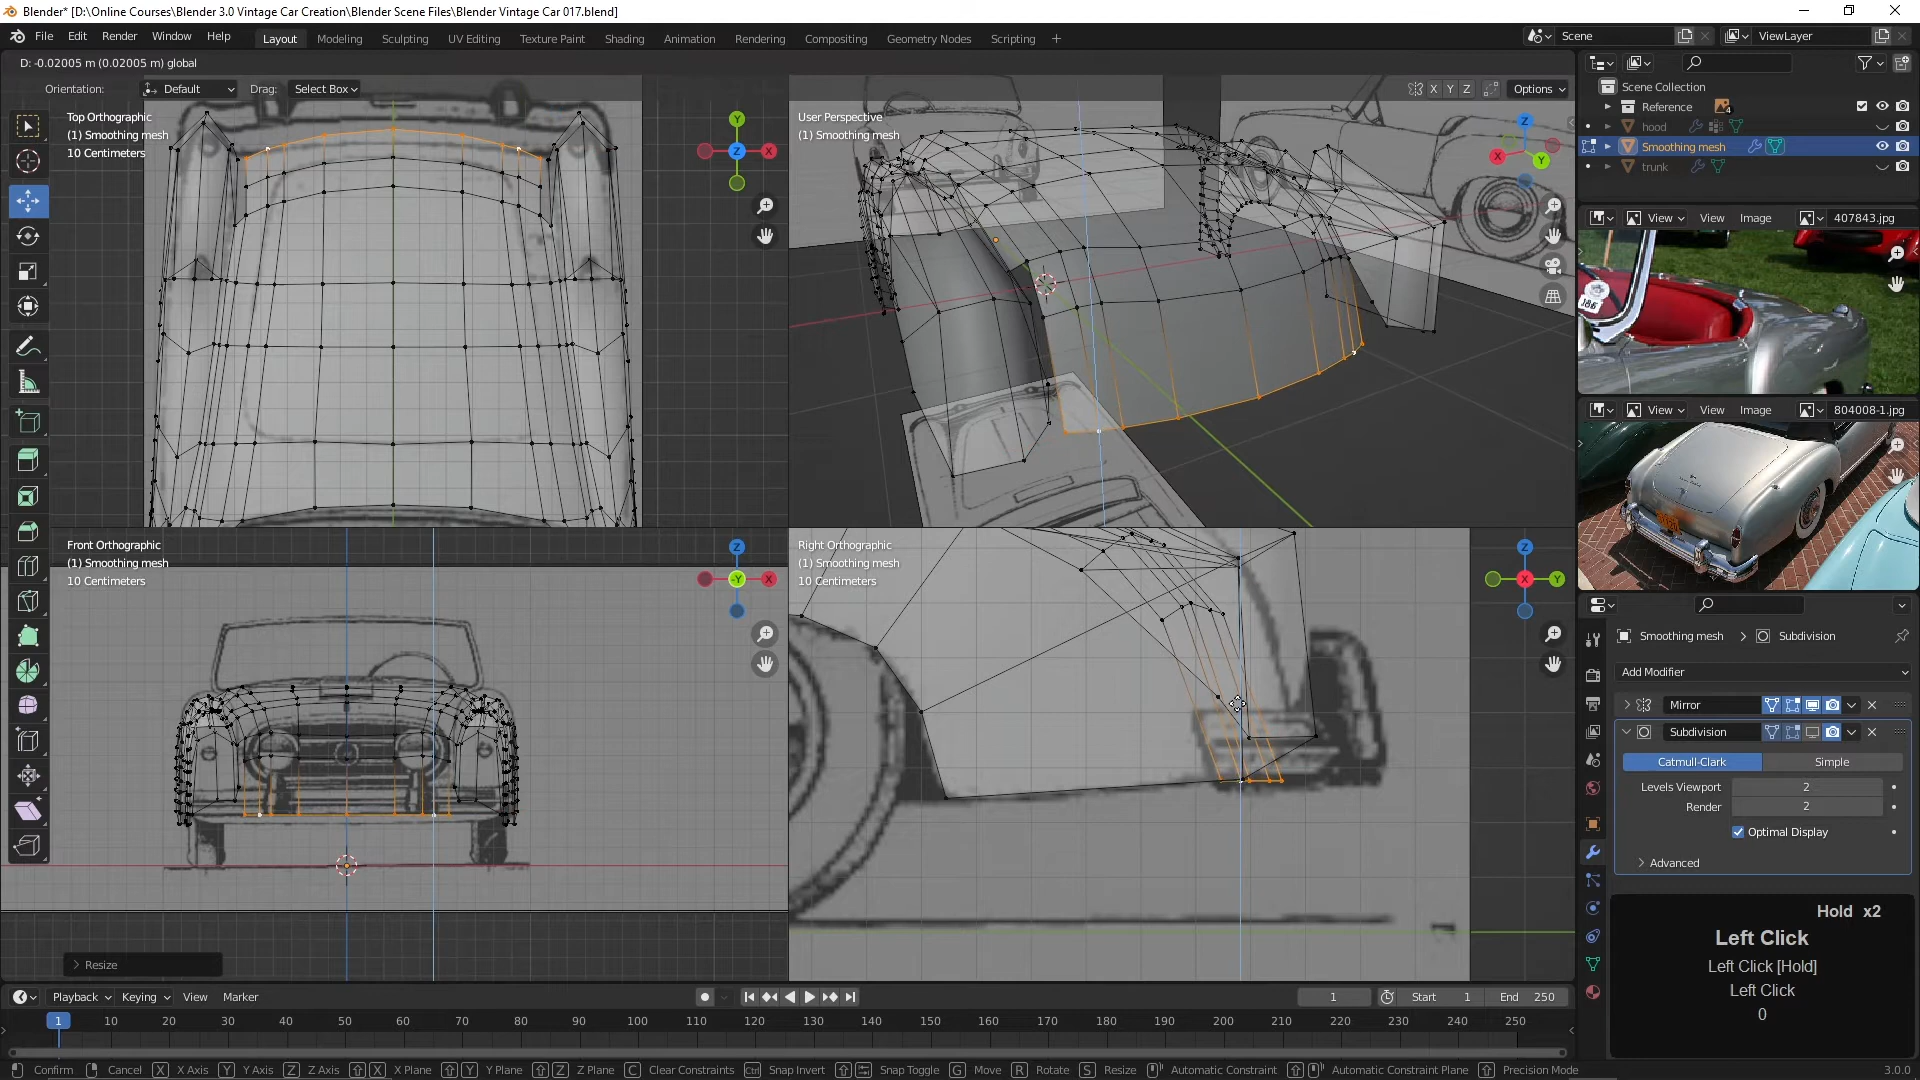 Blender* [D:\Online Courses\Blender 3.0 Vintage Car Creation\Blender Scene Files\Blender Vintage Car 017.blend]
File Edit Render Window Help Layout Modeling Sculpting UV Editing Texture Paint Shading Animation Rendering Compositing Geometry Nodes Scripting +
Scene ViewLayer
D: -0.02005 m (0.02005 m) global
Orientation: Default Drag: Select Box
X Y Z Options
Top Orthographic
(1) Smoothing mesh
10 Centimeters
Y
Z
X
User Perspective
(1) Smoothing mesh
Z
X
Y
Front Orthographic
(1) Smoothing mesh
10 Centimeters
Z
-Y
X
Resize
Right Orthographic
(1) Smoothing mesh
10 Centimeters
Z
X
Y
Scene Collection
Reference 4
hood
Smoothing mesh
trunk
View View Image 407843.jpg
186
View View Image 804008-1.jpg
Smoothing mesh > Subdivision
Add Modifier
Mirror
Subdivision
Catmull-Clark Simple
Levels Viewport 2
Render 2
Optimal Display
Advanced
Hold x2
Left Click
Left Click [Hold]
Left Click
0
Playback Keying View Marker 1 Start 1 End 250
1 10 20 30 40 50 60 70 80 90 100 110 120 130 140 150 160 170 180 190 200 210 220 230 240 250
Confirm Cancel X X Axis Y Y Axis Z Z Axis X X Plane Y Y Plane Z Z Plane C Clear Constraints Ctrl Snap Invert Snap Toggle G Move R Rotate S Resize Automatic Constraint Automatic Constraint Plane Precision Mode 3.0.0